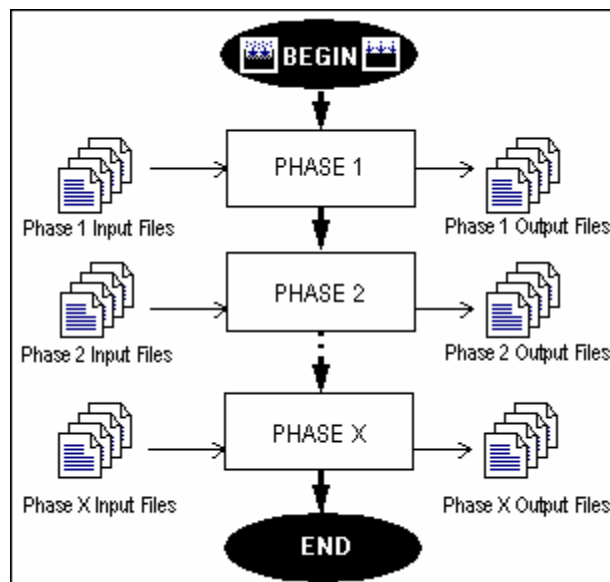 BEGIN
PHASE 1
Phase 1 Input Files
Phase 1 Output Files
PHASE 2
Phase 2 Input Files
Phase 2 Output Files
PHASE X
Phase X Input Files
Phase X Output Files
END